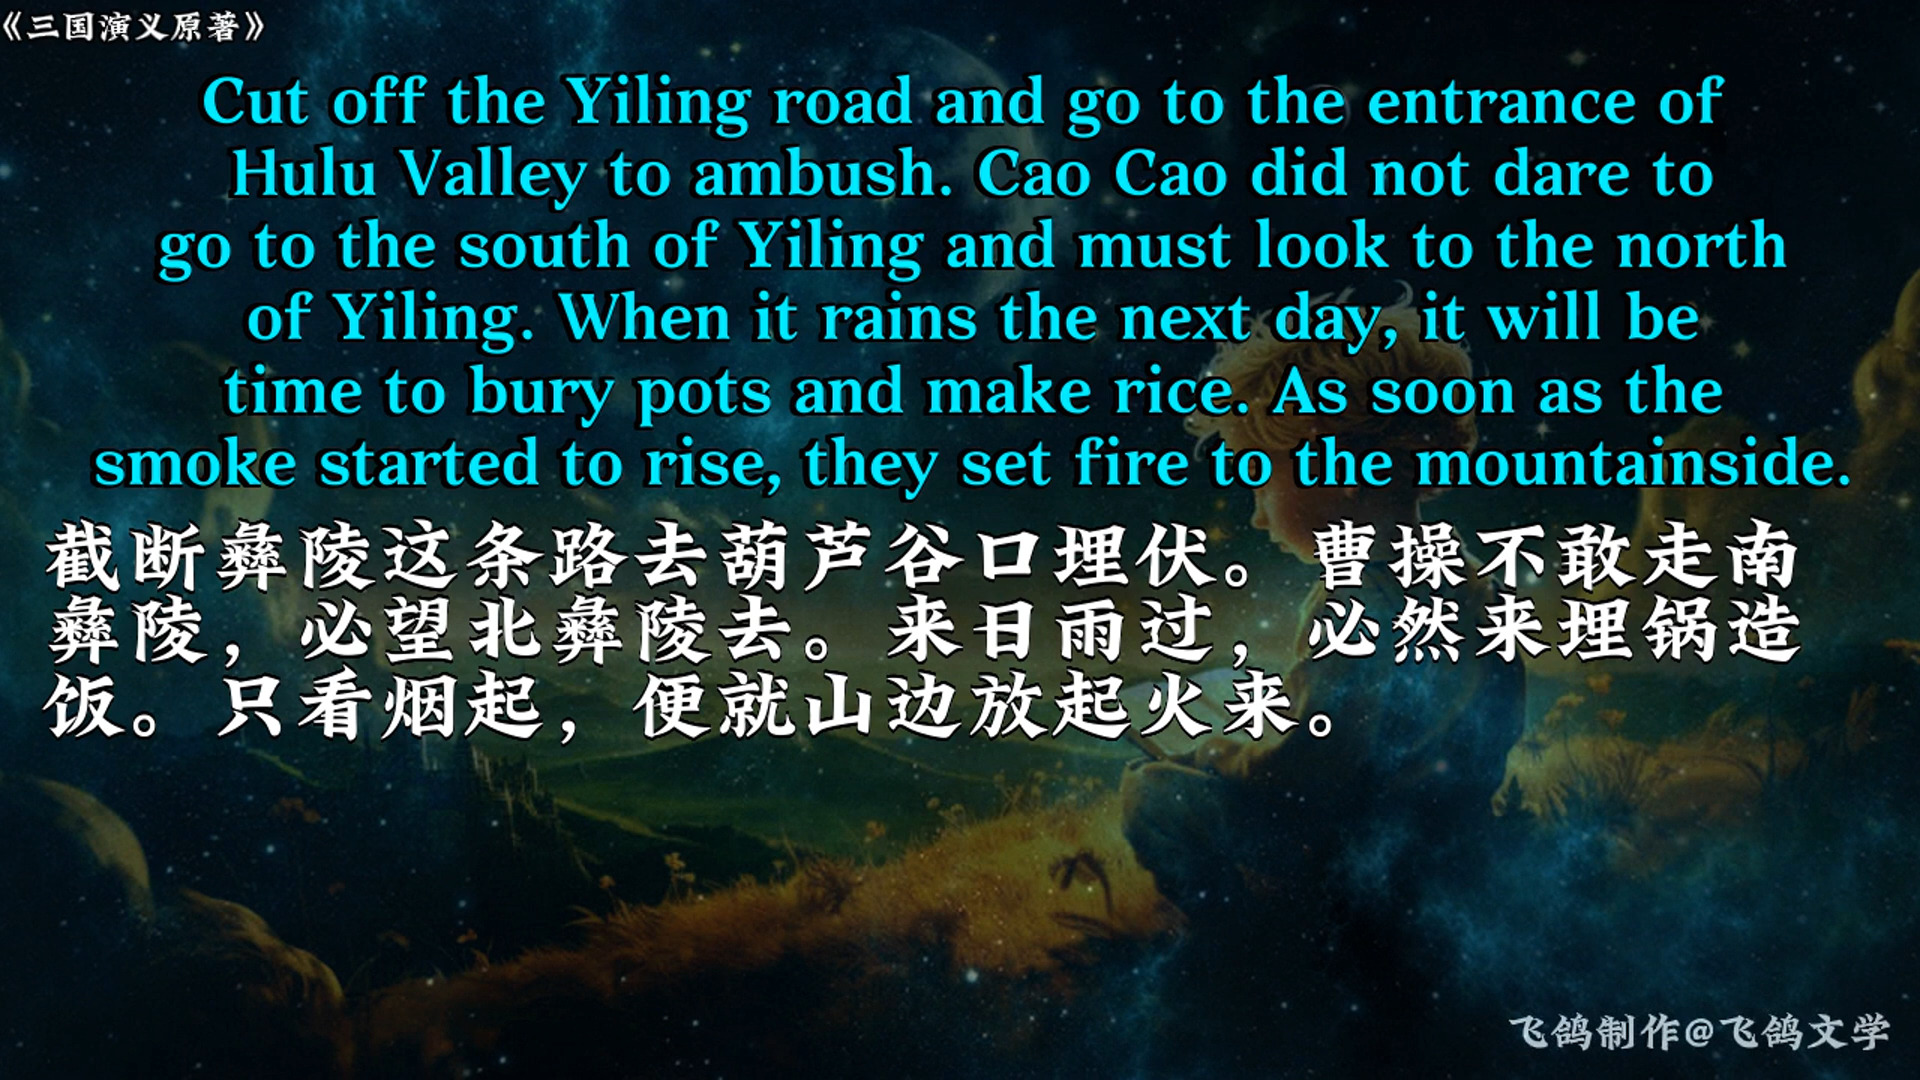 《三国演义原著》
Cut off the Yiling road and go to the entrance of
Hulu Valley to ambush. Cao Cao did not dare to
go to the south of Yiling and must look to the north
of Yiling. When it rains the next day, it will be
time to bury pots and make rice. As soon as the
smoke started to rise, they set fire to the mountainside.
截断彝陵这条路去葫芦谷口埋伏。曹操不敢走南
彝陵，必望北彝陵去。来日雨过，必然来埋锅造
饭。只看烟起，便就山边放起火来。
飞鸽制作@飞鸽文学